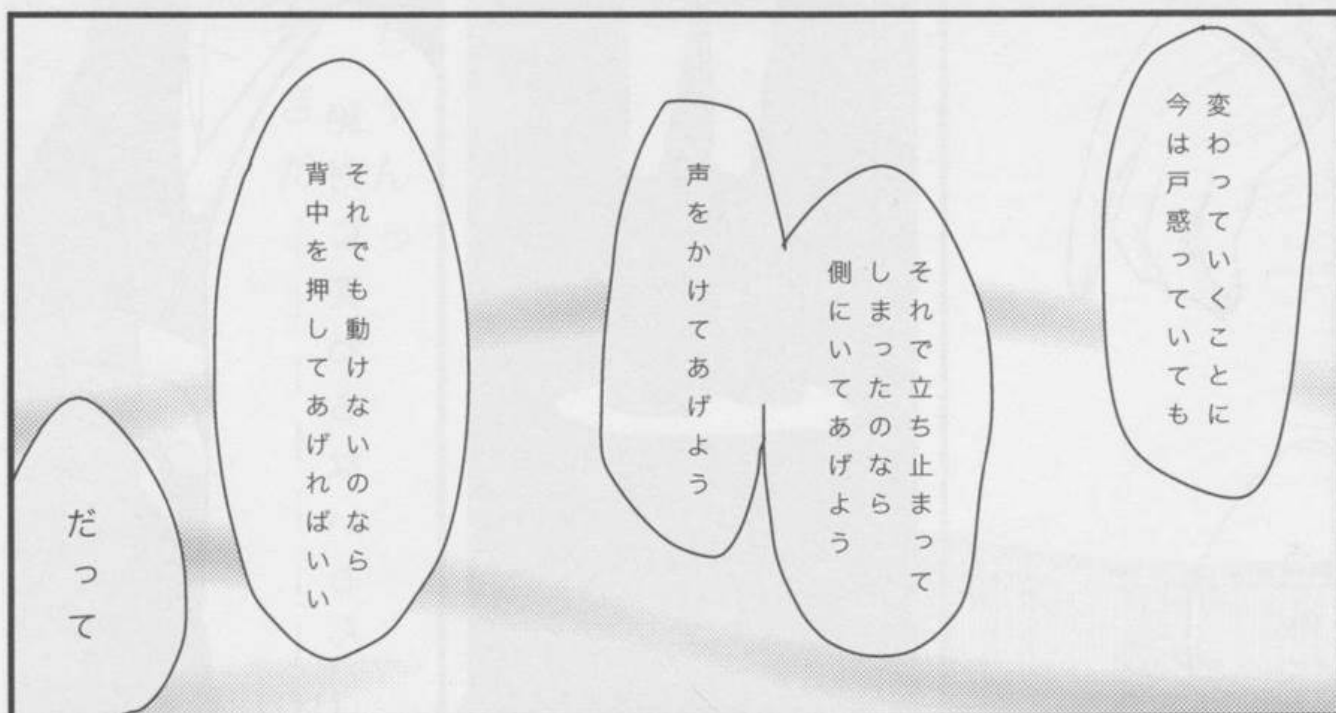 変わっていくことに
今は戸惑っていても
それで立ち止まって
しまったのなら
側にいてあげよう
声をかけてあげよう
それでも動けないのなら
背中を押してあげればいい
だって